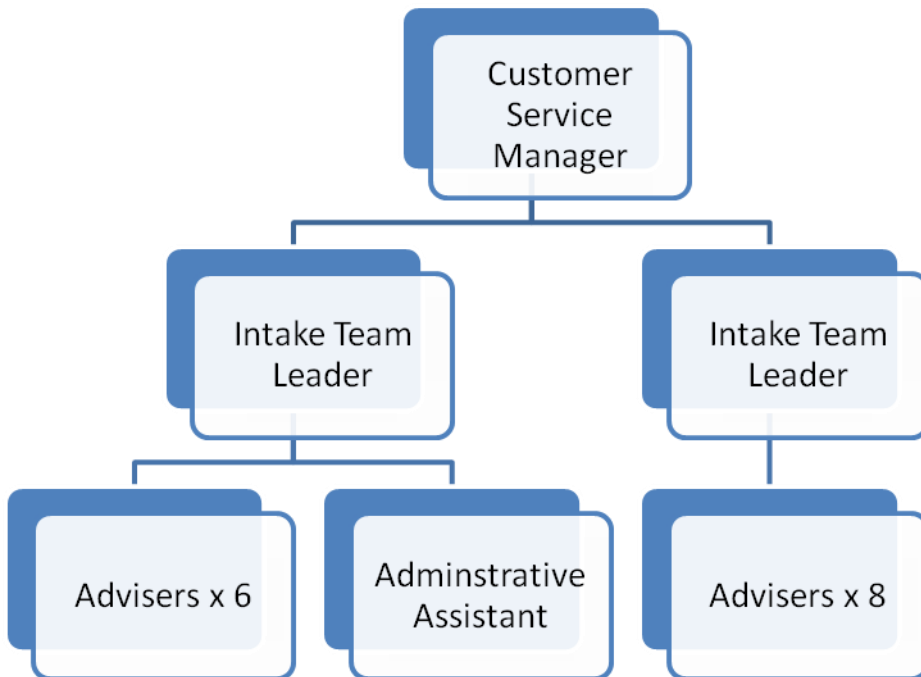 Customer
Service
Manager
Intake Team
Leader
Intake Team
Leader
Advisers x 6
Adminstrative
Assistant
Advisers x 8